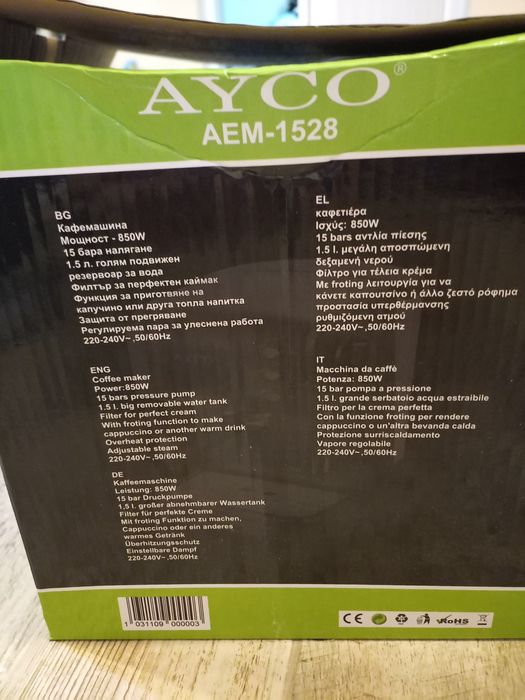 AYCO®
AEM-1528
BG
Кафемашина
Мощност - 850W
15 бара налягане
1.5 л. голям подвижен
резервоар за вода
Филтър за перфектен каймак
Функция за приготвяне на
капучино или друга топла напитка
Защита от прегряване
Регулируема пара за улеснена работа
220-240V~,50/60Hz
EL
καφετιέρα
Ισχύς: 850W
15 bars αντλία πίεσης
1.5 l. μεγάλη αποσπώμενη
δεξαμενή νερού
Φίλτρο για τέλεια κρέμα
Με froting λειτουργία για να
κάνετε καπουτσίνο ή άλλο ζεστό ρόφημα
προστασία υπερθέρμανσης
ρυθμιζόμενη ατμού
220-240V~,50/60Hz
ENG
Coffee maker
Power:850W
15 bars pressure pump
1.5 l. big removable water tank
Filter for perfect cream
With froting function to make
cappuccino or another warm drink
Overheat protection
Adjustable steam
220-240V~,50/60Hz
IT
Macchina da caffè
Potenza: 850W
15 bar pompa a pressione
1.5 l. grande serbatoio acqua estraibile
Filtro per la crema perfetta
Con la funzione froting per rendere
cappuccino o un'altra bevanda calda
Protezione surriscaldamento
Vapore regolabile
220-240V~,50/60Hz
DE
Kaffeemaschine
Leistung: 850W
15 bar Druckpumpe
1,5 l. großer abnehmbarer Wassertank
Filter für perfekte Creme
Mit froting Funktion zu machen,
Cappuccino oder ein anderes
warmes Getränk
Überhitzungsschutz
Einstellbare Dampf
220-240V~,50/60Hz
1 031109 000003
CE RoHS